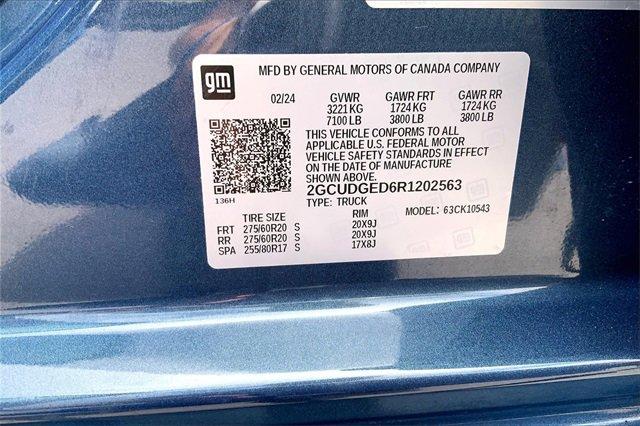 gm
MFD BY GENERAL MOTORS OF CANADA COMPANY
02/24 GVWR GAWR FRT GAWR RR
3221 KG 1724 KG 1724 KG
7100 LB 3800 LB 3800 LB
THIS VEHICLE CONFORMS TO ALL
APPLICABLE U.S. FEDERAL MOTOR
VEHICLE SAFETY STANDARDS IN EFFECT
ON THE DATE OF MANUFACTURE
SHOWN ABOVE.
136H
2GCUDGED6R1202563
TYPE: TRUCK
MODEL: 63CK10543
TIRE SIZE RIM
FRT 275/60R20 S 20X9J
RR 275/60R20 S 20X9J
SPA 255/80R17 S 17X8J